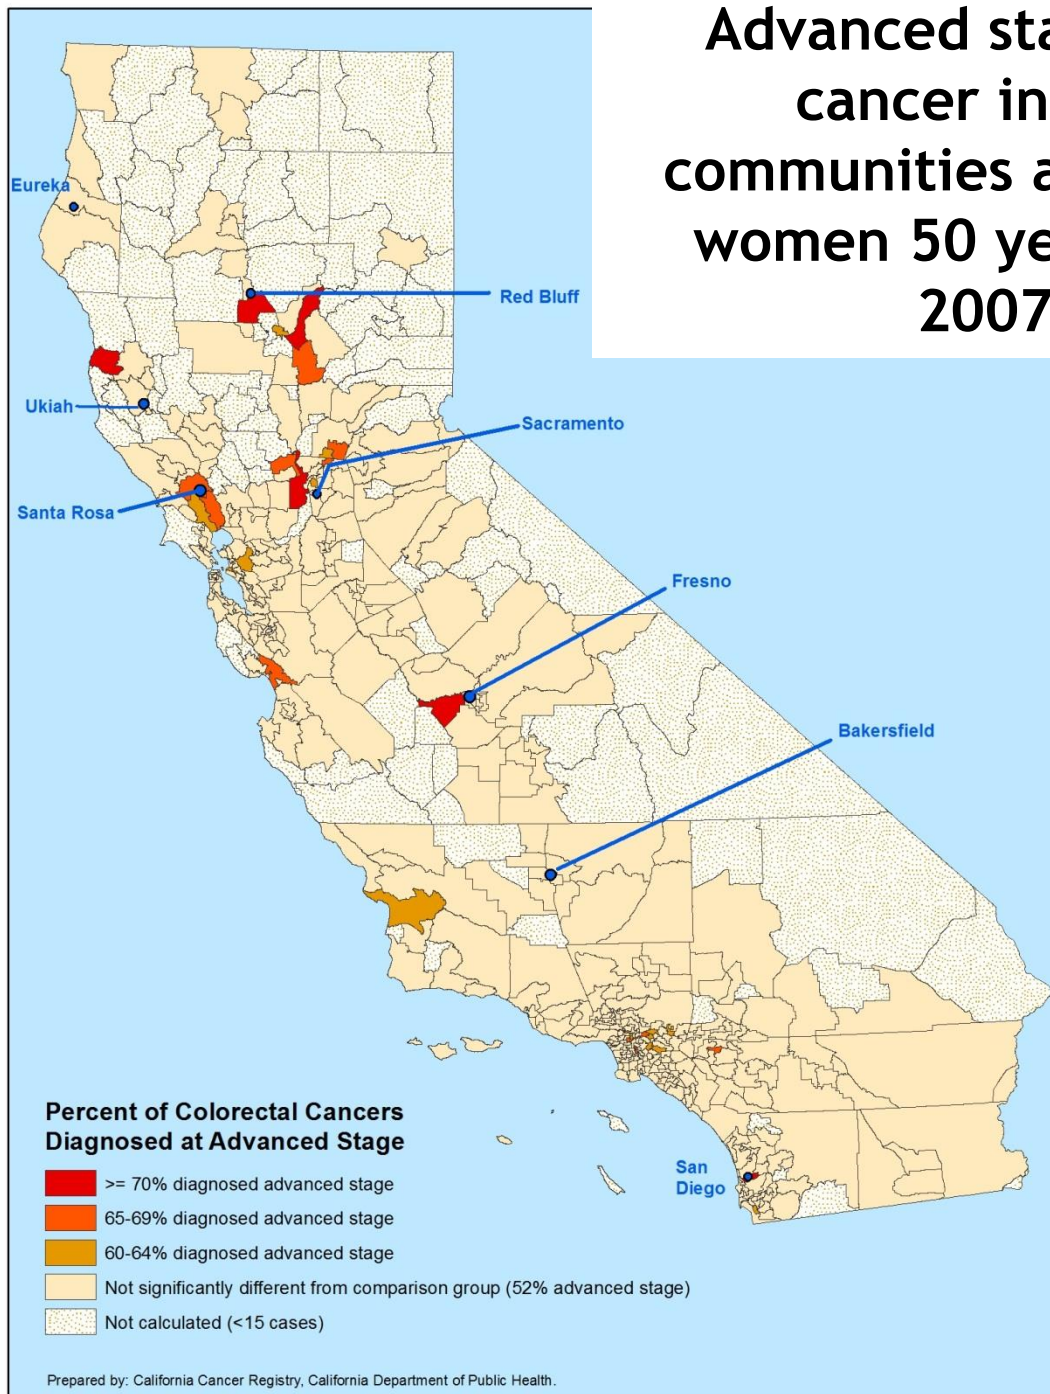 Advanced sta
cancer in
communities a
women 50 ye
2007
Eureka
Red Bluff
Ukiah
Sacramento
Santa Rosa
Fresno
Bakersfield
San
Diego
Percent of Colorectal Cancers
Diagnosed at Advanced Stage
>= 70% diagnosed advanced stage
65-69% diagnosed advanced stage
60-64% diagnosed advanced stage
Not significantly different from comparison group (52% advanced stage)
Not calculated (<15 cases)
Prepared by: California Cancer Registry, California Department of Public Health.